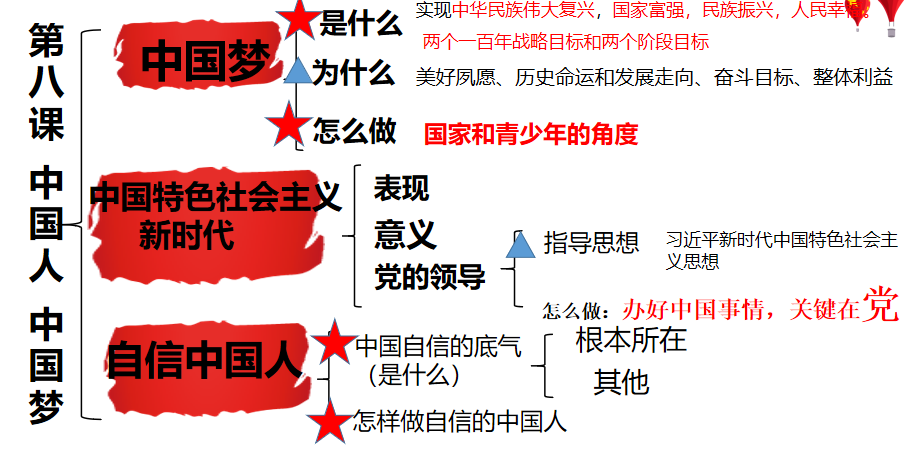 第八课 中国人 中国梦
中国梦
是什么
实现中华民族伟大复兴，国家富强，民族振兴，人民幸福。
两个一百年战略目标和两个阶段目标
为什么
美好夙愿、历史命运和发展走向、奋斗目标、整体利益
怎么做
国家和青少年的角度
中国特色社会主义
新时代
表现
意义
党的领导
指导思想
习近平新时代中国特色社会主
义思想
怎么做：办好中国事情，关键在党
自信中国人
中国自信的底气
（是什么）
根本所在
其他
怎样做自信的中国人